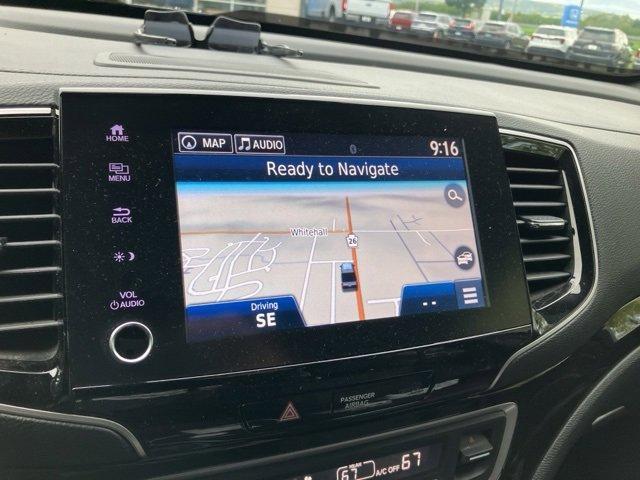 HOME
MAP
AUDIO
9:16
MENU
Ready to Navigate
BACK
Whitehall
26
VOL
AUDIO
Driving
SE
--
PASSENGER
AIRBAG
67
A/C OFF
67